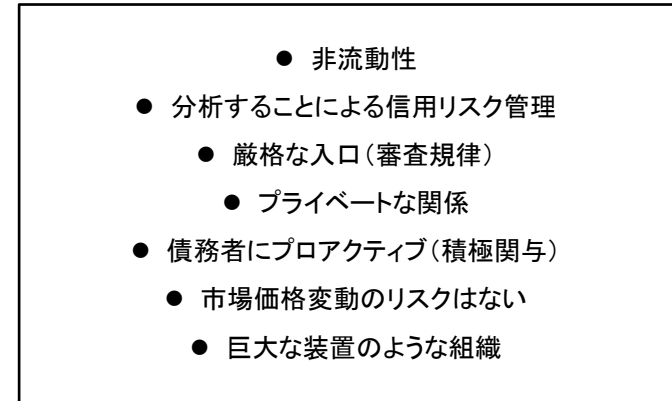 ● 非流動性
● 分析することによる信用リスク管理
● 厳格な入口（審査規律）
● プライベートな関係
● 債務者にプロアクティブ（積極関与）
● 市場価格変動のリスクはない
● 巨大な装置のような組織